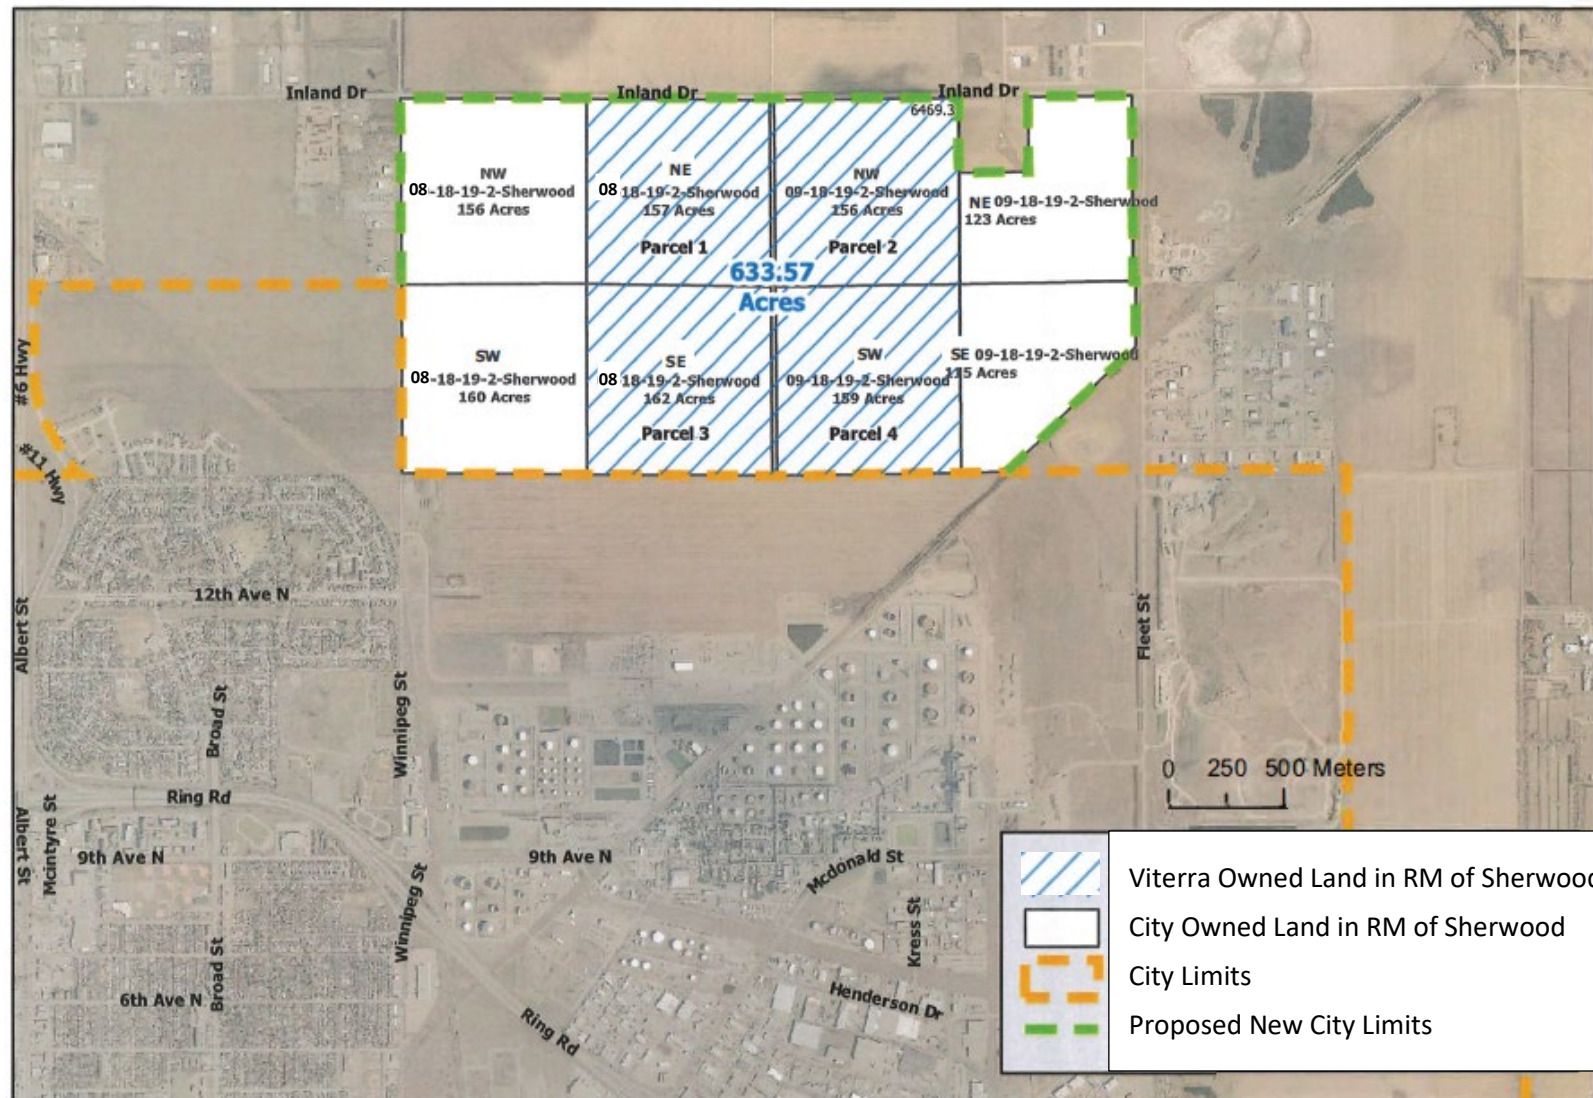 Inland Dr
Inland Dr
Inland Dr
6469.3
NW
08-18-19-2-Sherwood
156 Acres
NE
08 18-19-2-Sherwood
157 Acres
Parcel 1
NW
09-18-19-2-Sherwood
156 Acres
Parcel 2
NE 09-18-19-2-Sherwood
123 Acres
633.57
Acres
SW
08-18-19-2-Sherwood
160 Acres
SE
08 18-19-2-Sherwood
162 Acres
Parcel 3
SW
09-18-19-2-Sherwood
159 Acres
Parcel 4
SE 09-18-19-2-Sherwood
Acres
#6 Hwy
#11 Hwy
12th Ave N
Albert St
Broad St
Winnipeg St
Fleet St
0 250 500 Meters
Ring Rd
Albert St
Mcintyre St
9th Ave N
9th Ave N
Mcdonald St
Winnipeg St
Kress St
Broad St
6th Ave N
Henderson Dr
Ring Rd
Viterra Owned Land in RM of Sherwood
City Owned Land in RM of Sherwood
City Limits
Proposed New City Limits